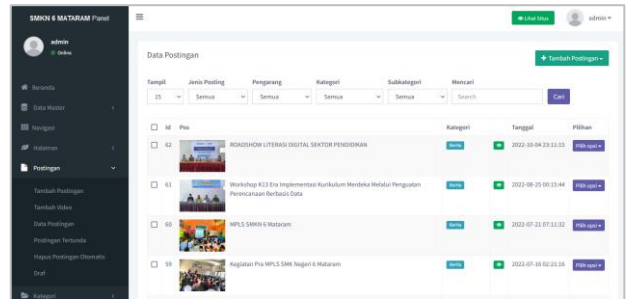 SMKN 6 MATARAM Panel
Lihat Situs
admin
admin
Online
Beranda
Data Master
Navigasi
Halaman
Postingan
Tambah Postingan
Tambah Video
Data Postingan
Postingan Tertunda
Hapus Postingan Otomatis
Draf
Kategori
Data Postingan
+ Tambah Postingan
Tampil Jenis Posting Pengarang Kategori Subkategori Mencari
15 Semua Semua Semua Semua Search Cari
Id Pos Kategori Tanggal Pilihan
62 ROADSHOW LITERASI DIGITAL SEKTOR PENDIDIKAN Berita 2022-10-04 23:11:13 Pilih opsi
61 Workshop K13 Era Implementasi Kurikulum Merdeka Melalui Penguatan Berita 2022-08-25 00:13:44 Pilih opsi
Perencanaan Berbasis Data
60 MPLS SMKN 6 Mataram Berita 2022-07-21 07:11:32 Pilih opsi
59 Kegiatan Pra MPLS SMK Negeri 6 Mataram Berita 2022-07-16 02:21:16 Pilih opsi